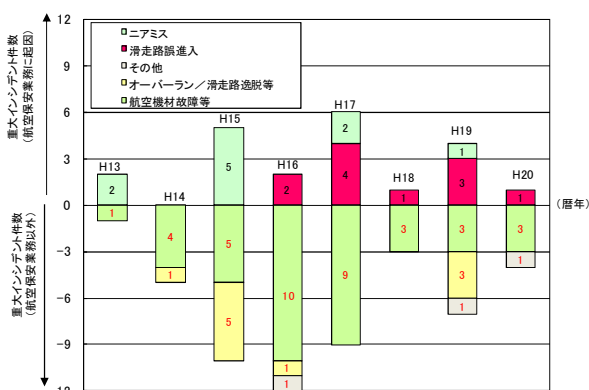 重大インシデント件数
(航空保安業務に起因)
重大インシデント件数
(航空保安業務以外)
12
9
6
3
0
-3
-6
-9
ニアミス
滑走路誤進入
その他
オーバーラン／滑走路逸脱等
航空機材故障等
H13
2
1
H14
4
1
H15
5
5
5
H16
2
10
1
1
H17
2
4
9
H18
1
3
H19
1
3
3
3
1
H20
1
3
1
(暦年)